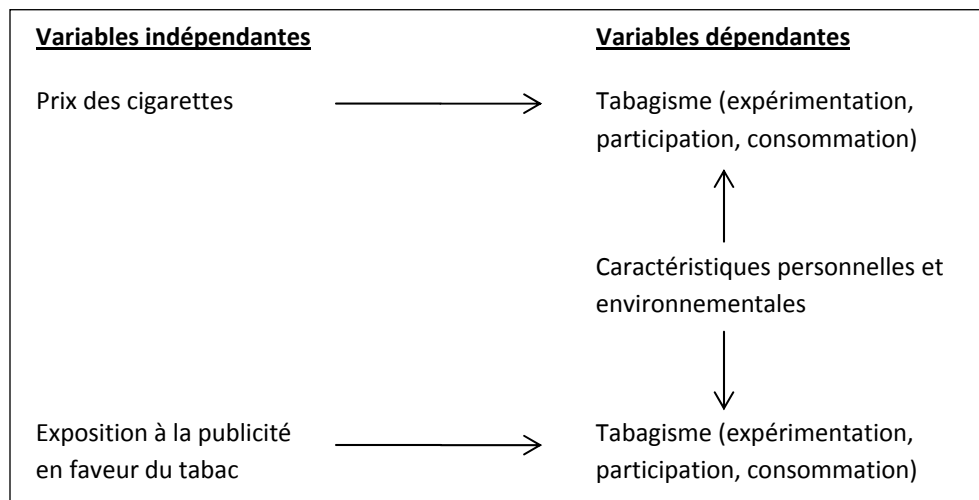 Variables indépendantes
Variables dépendantes
Prix des cigarettes
Tabagisme (expérimentation,
participation, consommation)
Caractéristiques personnelles et
environnementales
Exposition à la publicité
en faveur du tabac
Tabagisme (expérimentation,
participation, consommation)